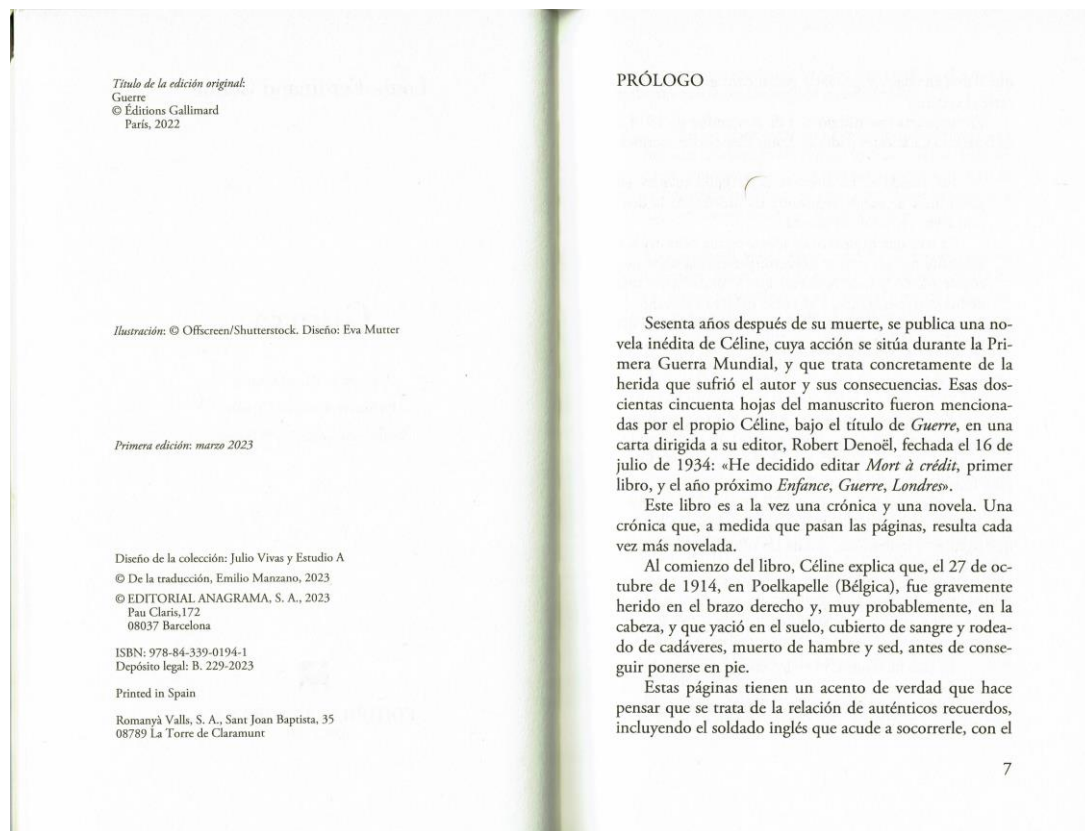 Título de la edición original:
Guerre
© Éditions Gallimard
París, 2022
Ilustración: © Offscreen/Shutterstock. Diseño: Eva Mutter
Primera edición: marzo 2023
Diseño de la colección: Julio Vivas y Estudio A
© De la traducción, Emilio Manzano, 2023
© EDITORIAL ANAGRAMA, S. A., 2023
Pau Claris,172
08037 Barcelona
ISBN: 978-84-339-0194-1
Depósito legal: B. 229-2023
Printed in Spain
Romanyà Valls, S. A., Sant Joan Baptista, 35
08789 La Torre de Claramunt
PRÓLOGO
Sesenta años después de su muerte, se publica una no-
vela inédita de Céline, cuya acción se sitúa durante la Pri-
mera Guerra Mundial, y que trata concretamente de la
herida que sufrió el autor y sus consecuencias. Esas dos-
cientas cincuenta hojas del manuscrito fueron menciona-
das por el propio Céline, bajo el título de Guerre, en una
carta dirigida a su editor, Robert Denoël, fechada el 16 de
julio de 1934: «He decidido editar Mort à crédit, primer
libro, y el año próximo Enfance, Guerre, Londres».
Este libro es a la vez una crónica y una novela. Una
crónica que, a medida que pasan las páginas, resulta cada
vez más novelada.
Al comienzo del libro, Céline explica que, el 27 de oc-
tubre de 1914, en Poelkapelle (Bélgica), fue gravemente
herido en el brazo derecho y, muy probablemente, en la
cabeza, y que yació en el suelo, cubierto de sangre y rodea-
do de cadáveres, muerto de hambre y sed, antes de conse-
guir ponerse en pie.
Estas páginas tienen un acento de verdad que hace
pensar que se trata de la relación de auténticos recuerdos,
incluyendo el soldado inglés que acude a socorrerle, con el
7